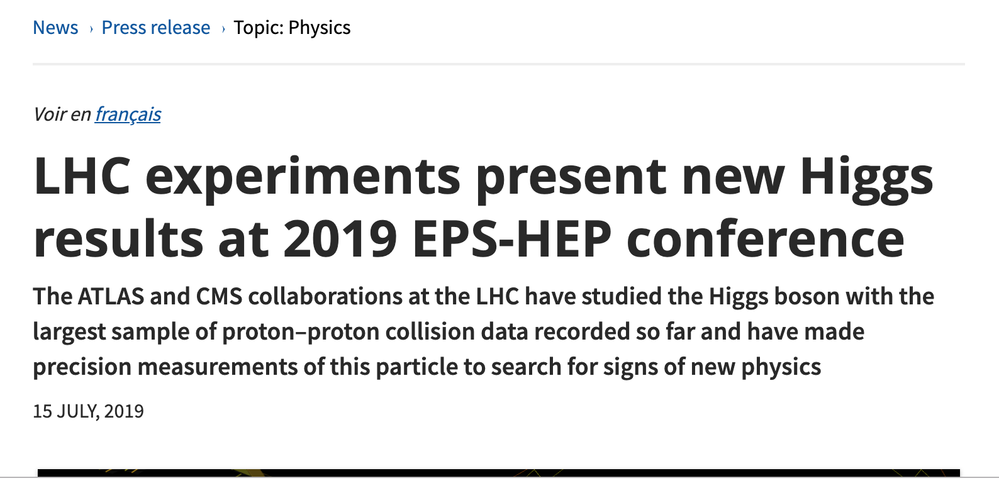 News › Press release › Topic: Physics
Voir en français
LHC experiments present new Higgs
results at 2019 EPS-HEP conference
The ATLAS and CMS collaborations at the LHC have studied the Higgs boson with the
largest sample of proton–proton collision data recorded so far and have made
precision measurements of this particle to search for signs of new physics
15 JULY, 2019